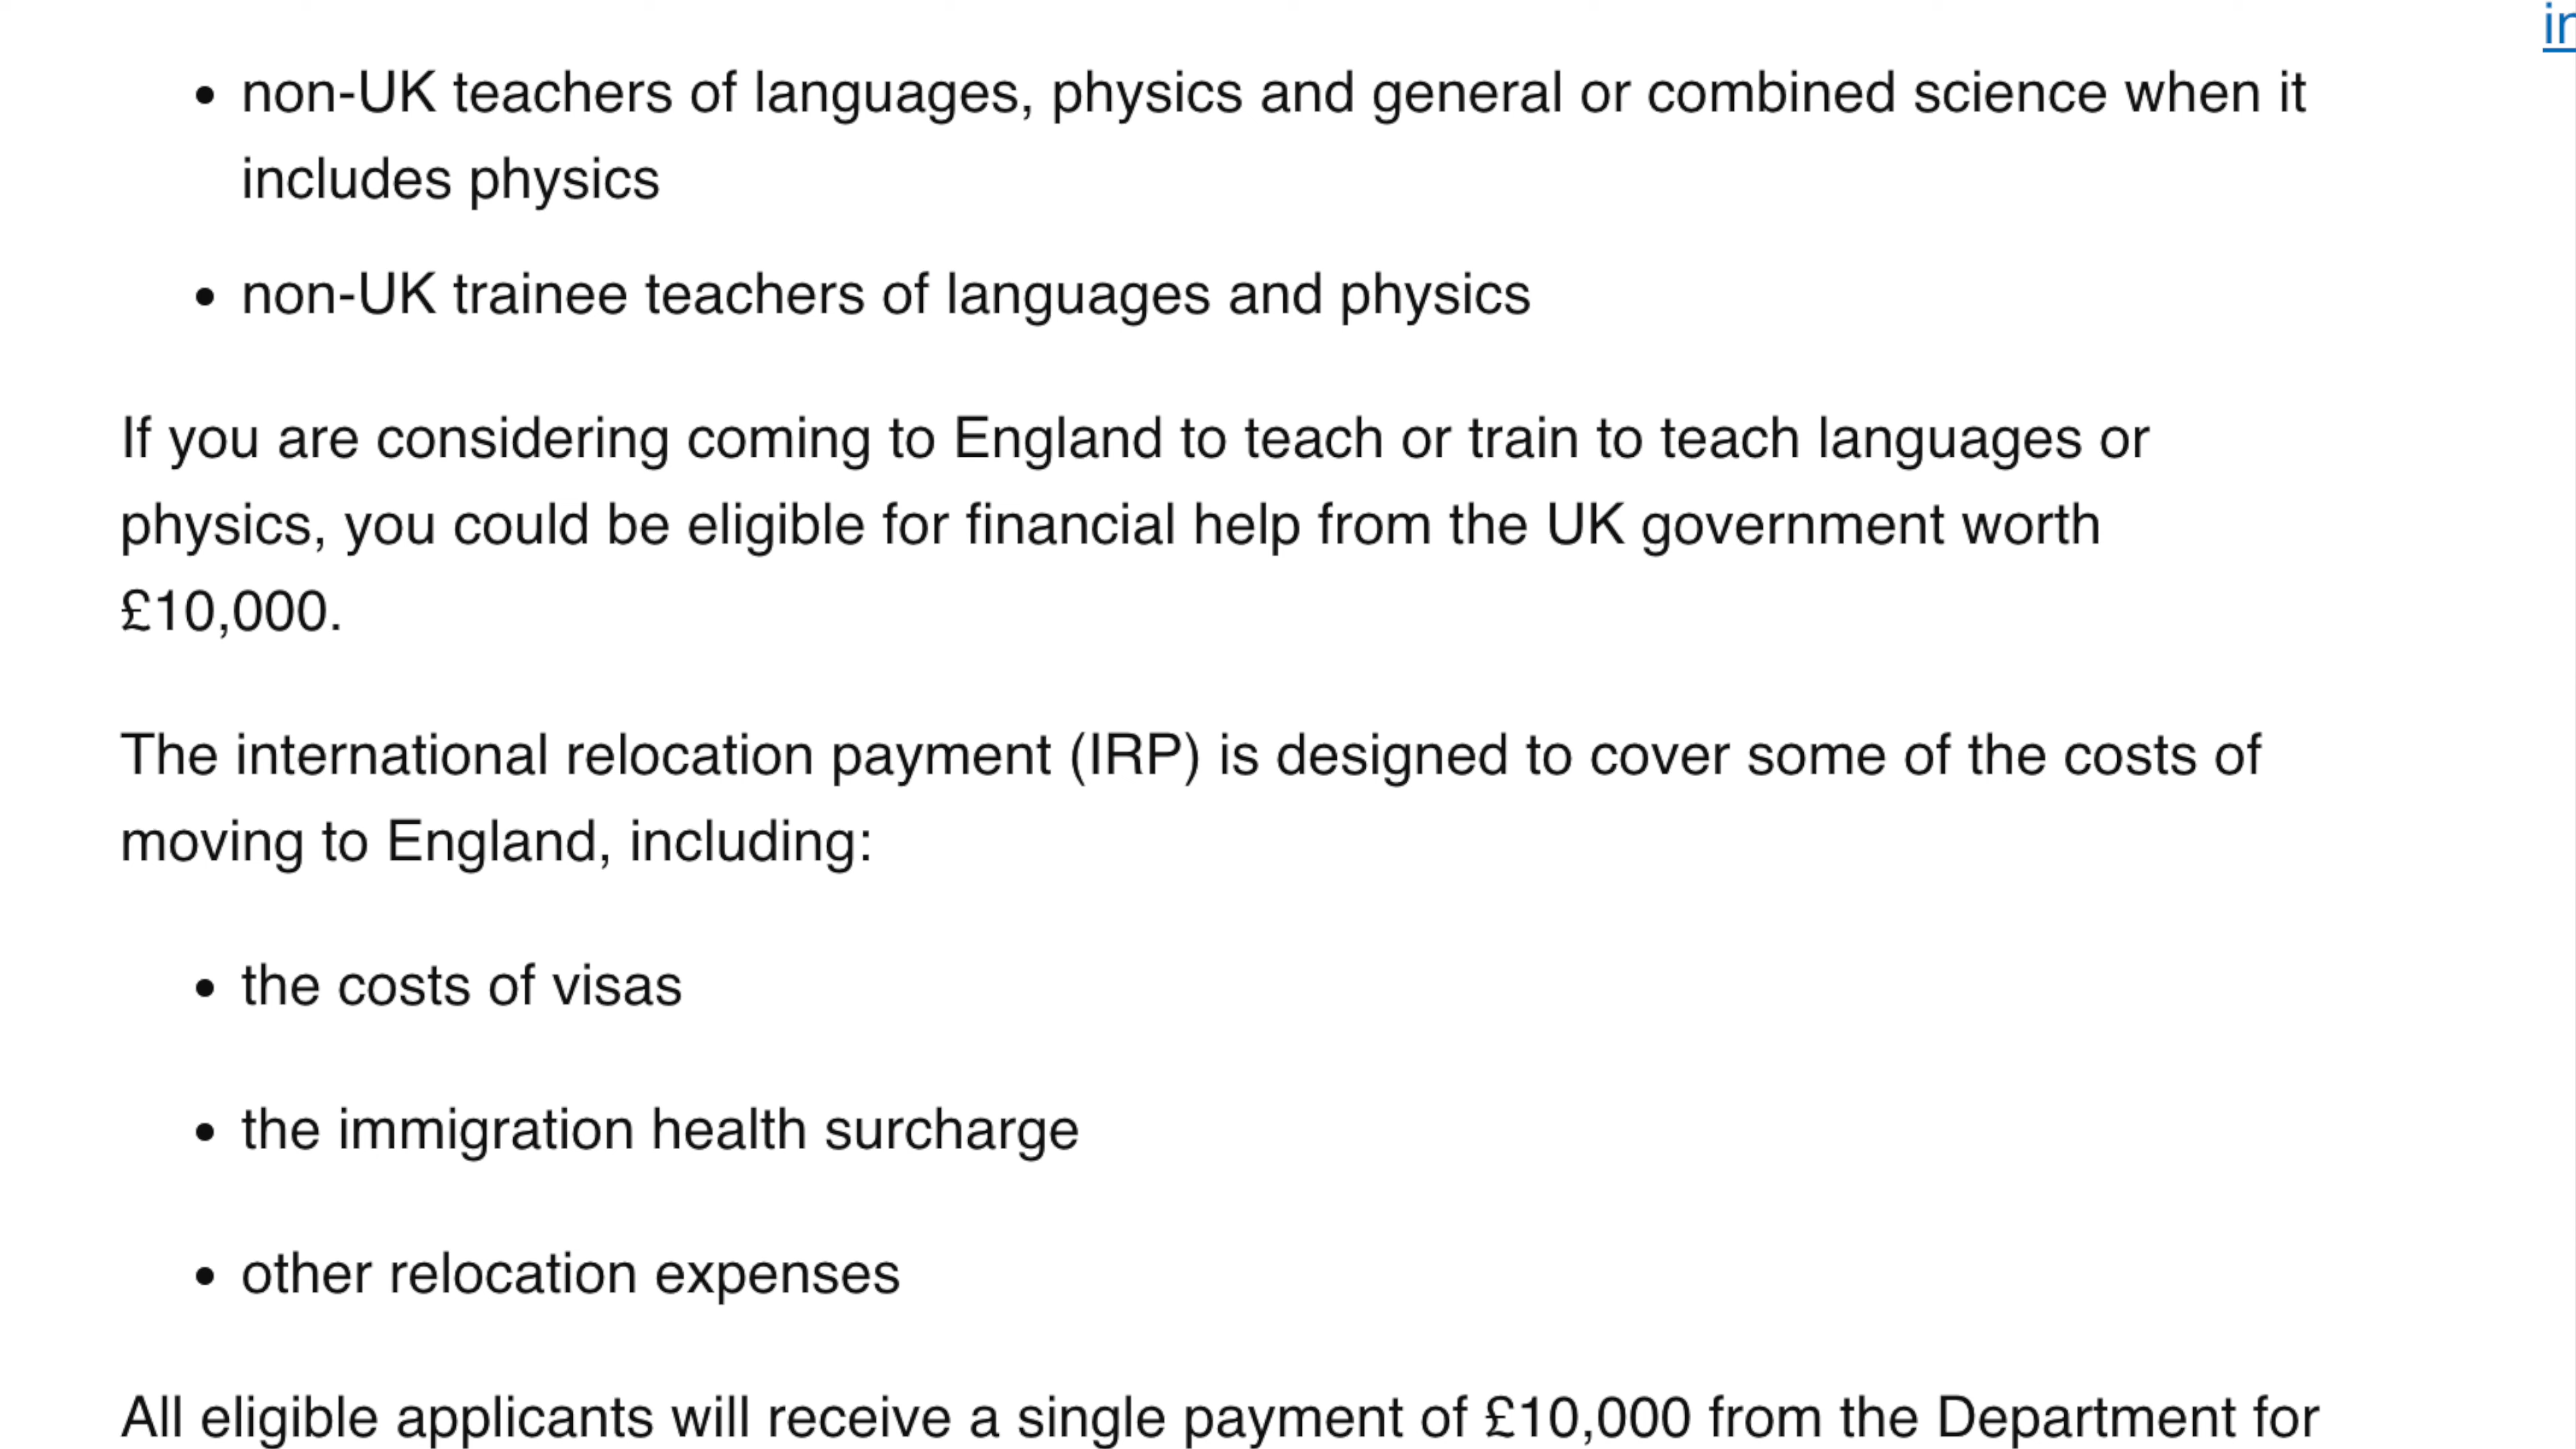 in
non-UK teachers of languages, physics and general or combined science when it
includes physics
non-UK trainee teachers of languages and physics
If you are considering coming to England to teach or train to teach languages or
physics, you could be eligible for financial help from the UK government worth
£10,000.
The international relocation payment (IRP) is designed to cover some of the costs of
moving to England, including:
the costs of visas
the immigration health surcharge
other relocation expenses
All eligible applicants will receive a single payment of £10,000 from the Department for